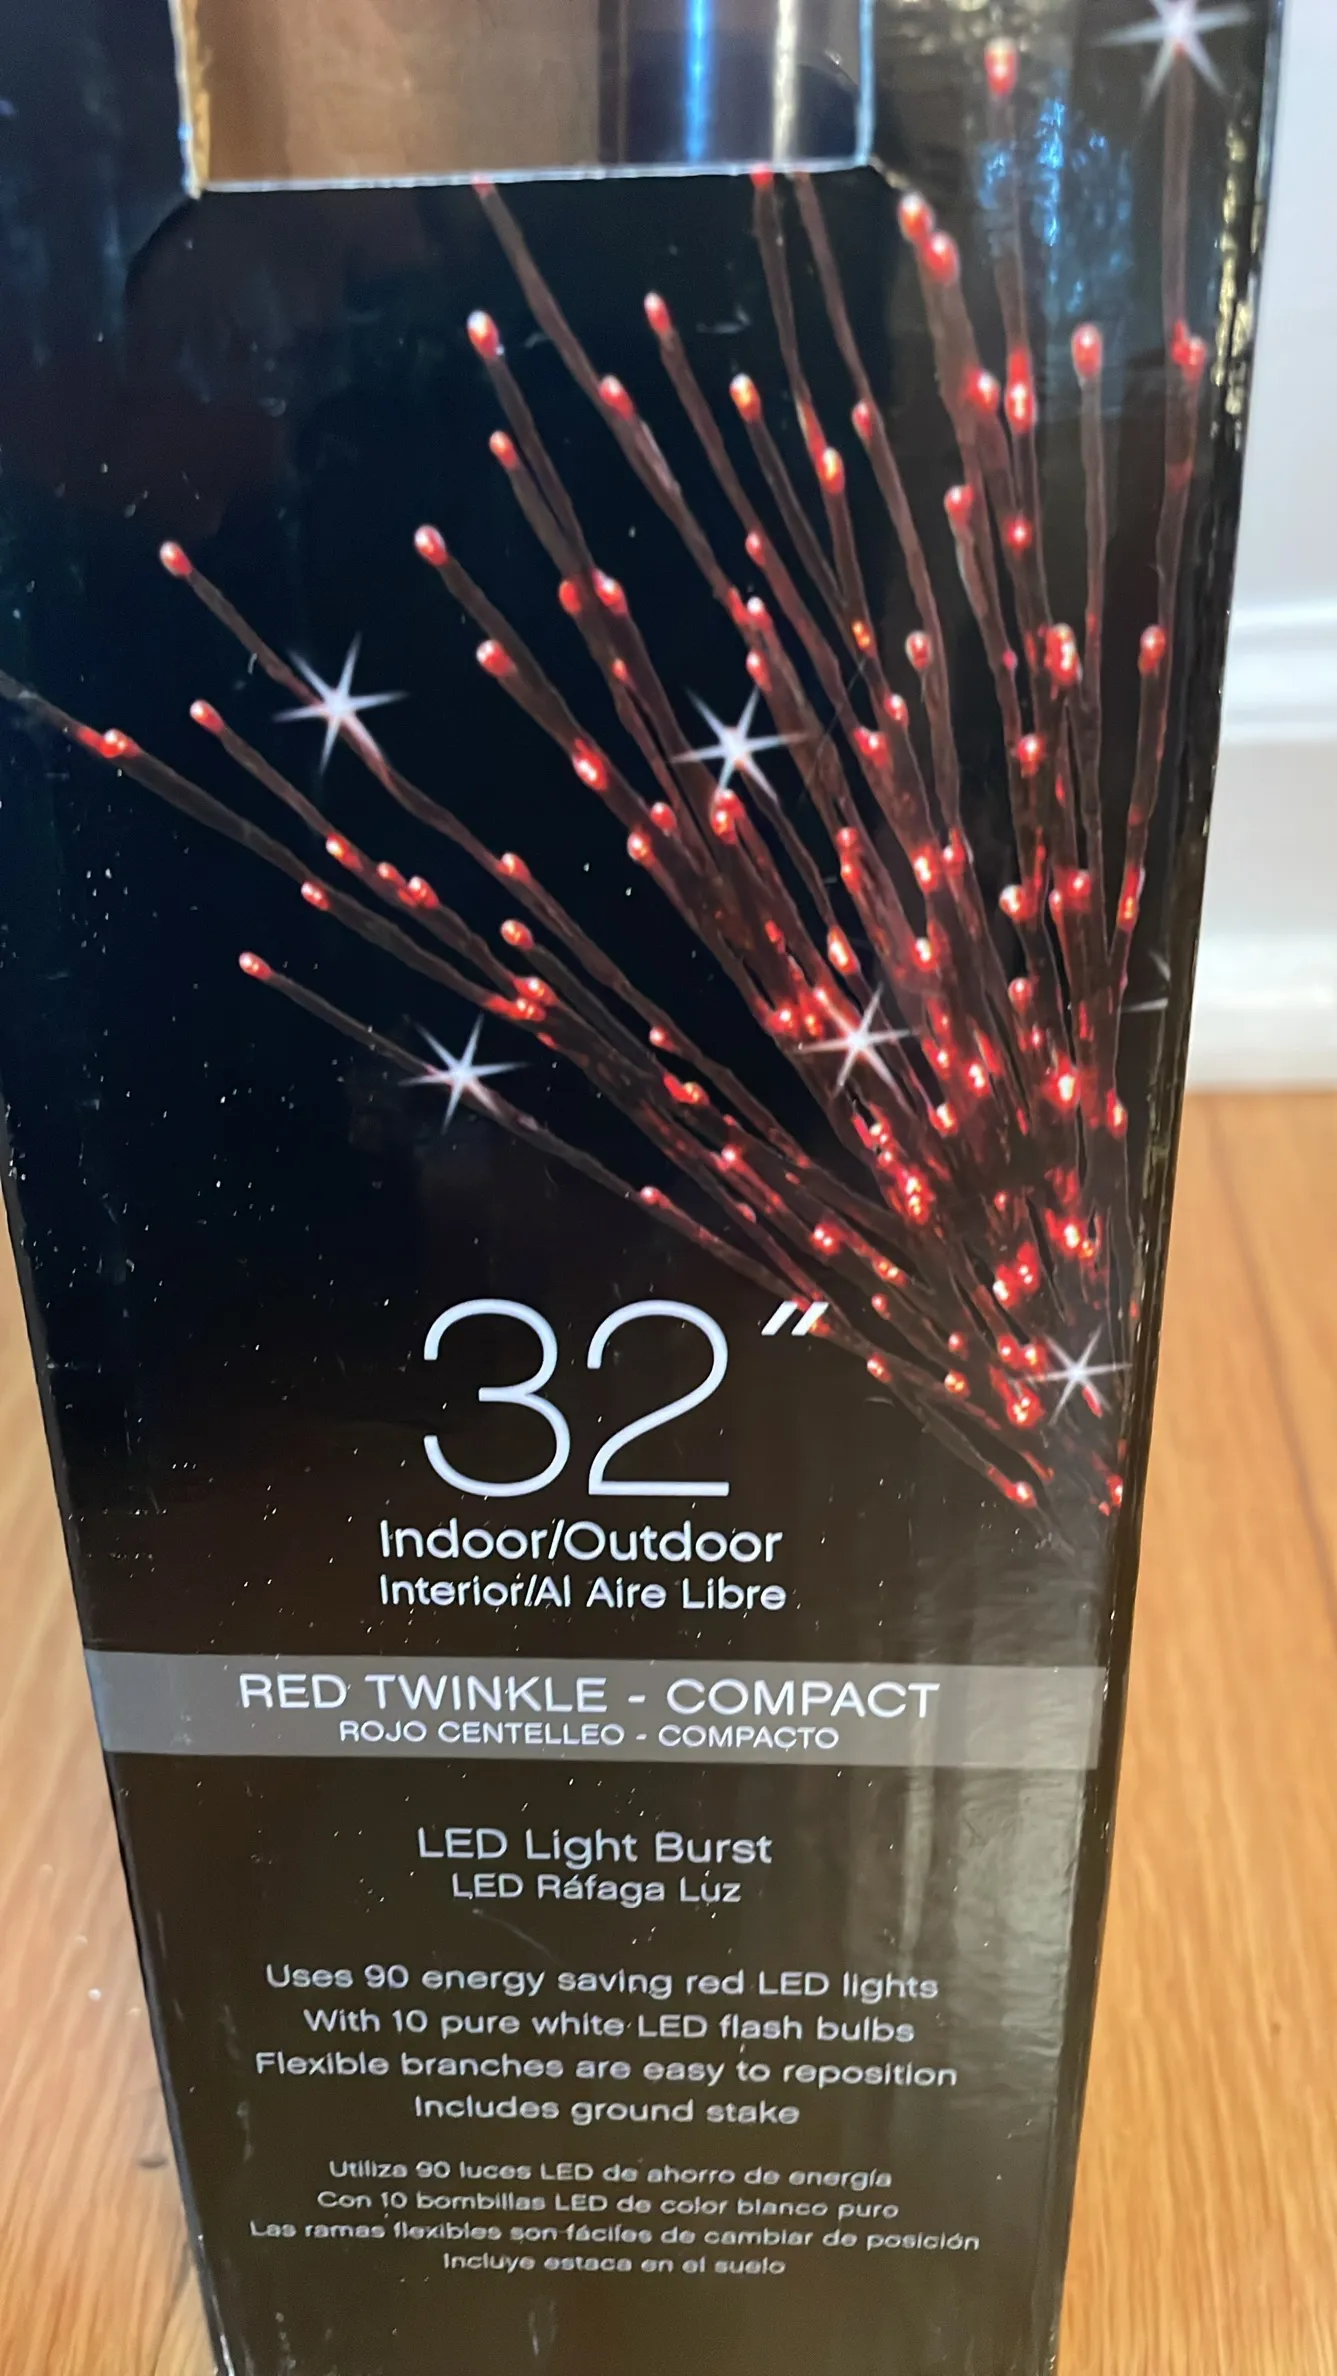 32"
Indoor/Outdoor
Interior/Al Aire Libre
RED TWINKLE - COMPACT
ROJO CENTELLEO - COMPACTO
LED Light Burst
LED Ráfaga Luz
Uses 90 energy saving red LED lights
With 10 pure white LED flash bulbs
Flexible branches are easy to reposition
Includes ground stake
Utiliza 90 luces LED de ahorro de energía
Con 10 bombillas LED de color blanco puro
Las ramas flexibles son fáciles de cambiar de posición
Incluye estaca en el suelo